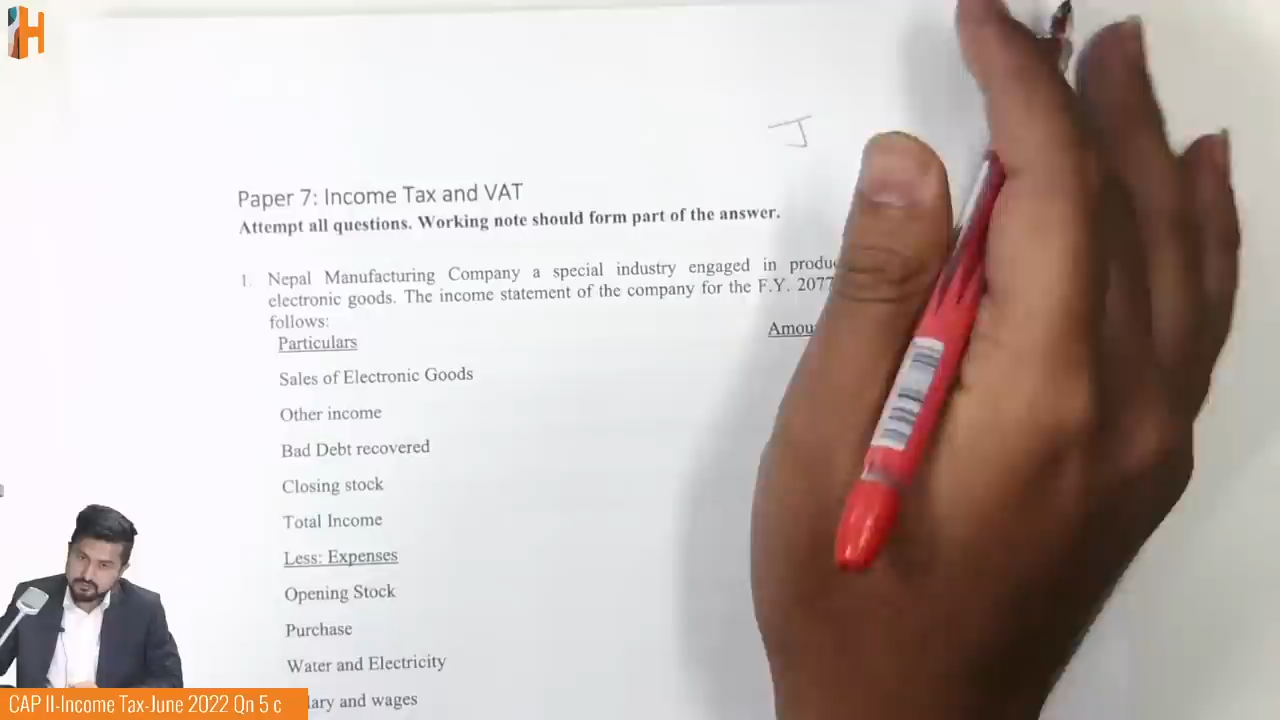 H
J
Paper 7: Income Tax and VAT
Attempt all questions. Working note should form part of the answer.
1. Nepal Manufacturing Company a special industry engaged in produ
electronic goods. The income statement of the company for the F.Y. 2077
follows:
Particulars
Amou
Sales of Electronic Goods
Other income
Bad Debt recovered
Closing stock
Total Income
Less: Expenses
Opening Stock
Purchase
Water and Electricity
lary and wages
CAP II-Income Tax-June 2022 Qn 5 c